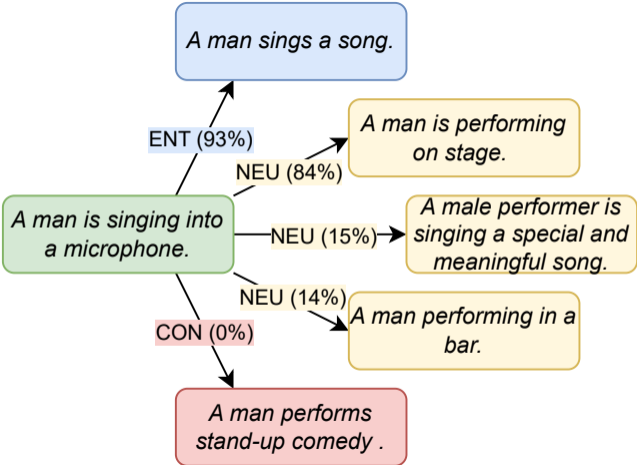 A man sings a song.
ENT (93%)
A man is performing
on stage.
NEU (84%)
A man is singing into
a microphone.
A male performer is
singing a special and
meaningful song.
NEU (15%)
NEU (14%)
A man performing in a
bar.
CON (0%)
A man performs
stand-up comedy .